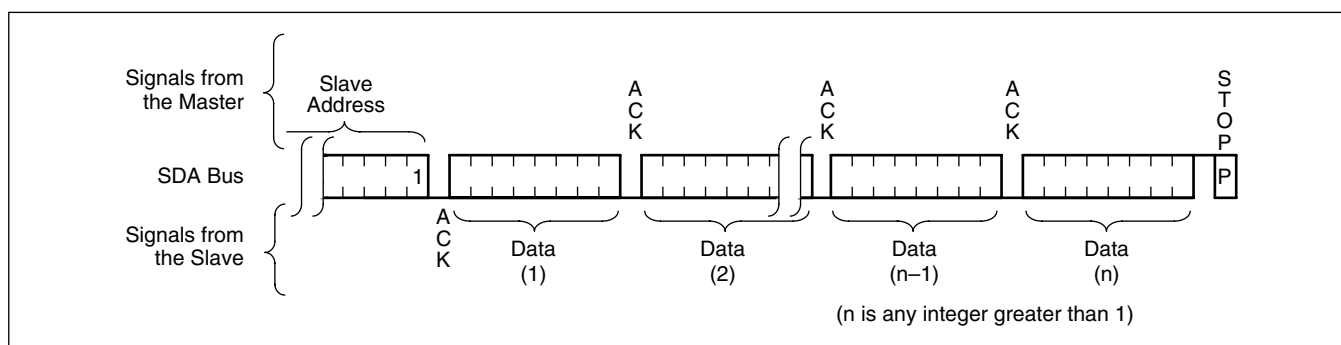 Signals from
the Master
Slave
Address
A
C
K
A
C
K
A
C
K
S
T
O
P
SDA Bus
1
P
P
Signals from
the Slave
A
C
K
Data
(1)
Data
(2)
Data
(n–1)
Data
(n)
(n is any integer greater than 1)